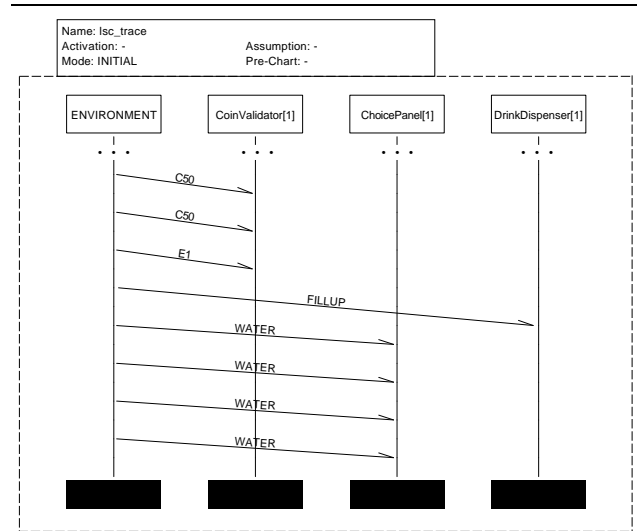 Name: lsc_trace
Activation: - Assumption: -
Mode: INITIAL Pre-Chart: -
ENVIRONMENT CoinValidator[1] ChoicePanel[1] DrinkDispenser[1]
. . . . . . . . . . . .
C50
C50
E1
FILLUP
WATER
WATER
WATER
WATER